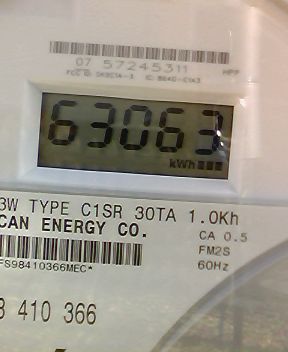 07 57245311
HPP
63063
kWh
3W TYPE C1SR 30TA 1.0Kh
CAN ENERGY CO.
CA 0.5
FM2S
60Hz
FS98410366MEC*
410 366